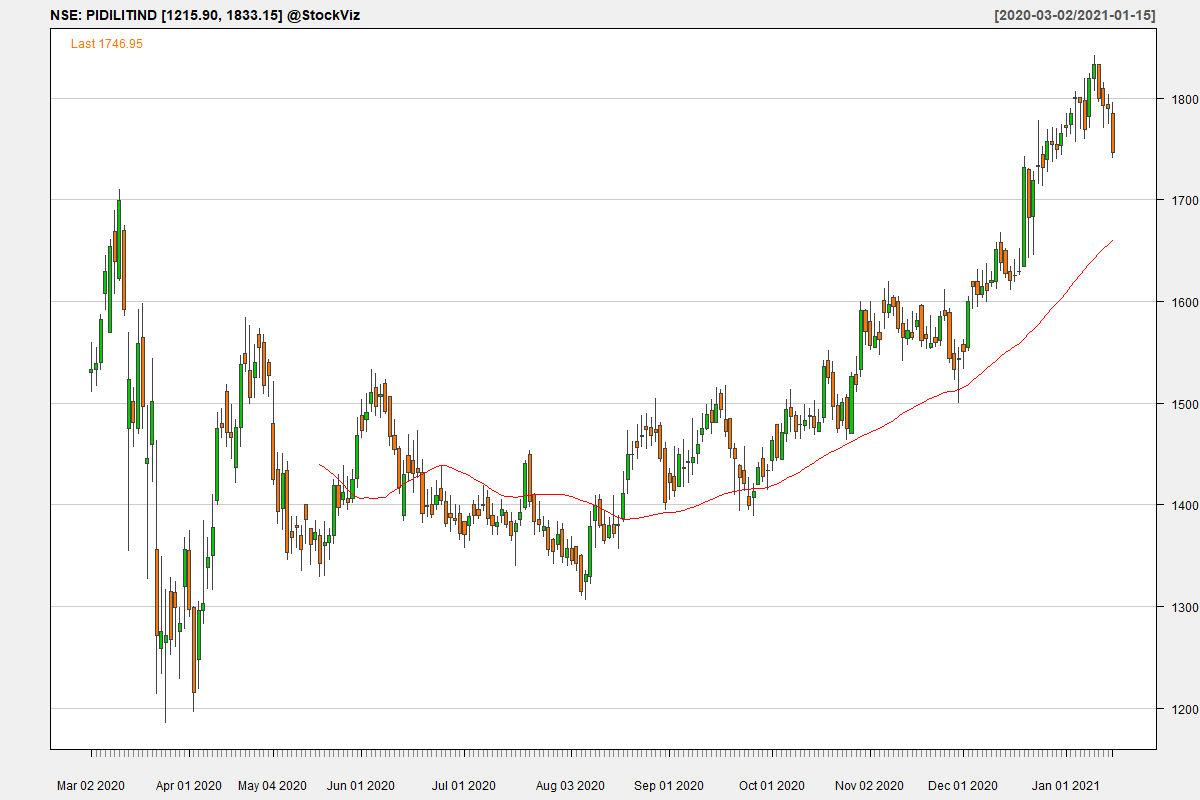 NSE: PIDILITIND [1215.90, 1833.15] @StockViz [2020-03-02/2021-01-15]
Last 1746.95
1800
1700
1600
1500
1400
1300
1200
Mar 02 2020 Apr 01 2020 May 04 2020 Jun 01 2020 Jul 01 2020 Aug 03 2020 Sep 01 2020 Oct 01 2020 Nov 02 2020 Dec 01 2020 Jan 01 2021